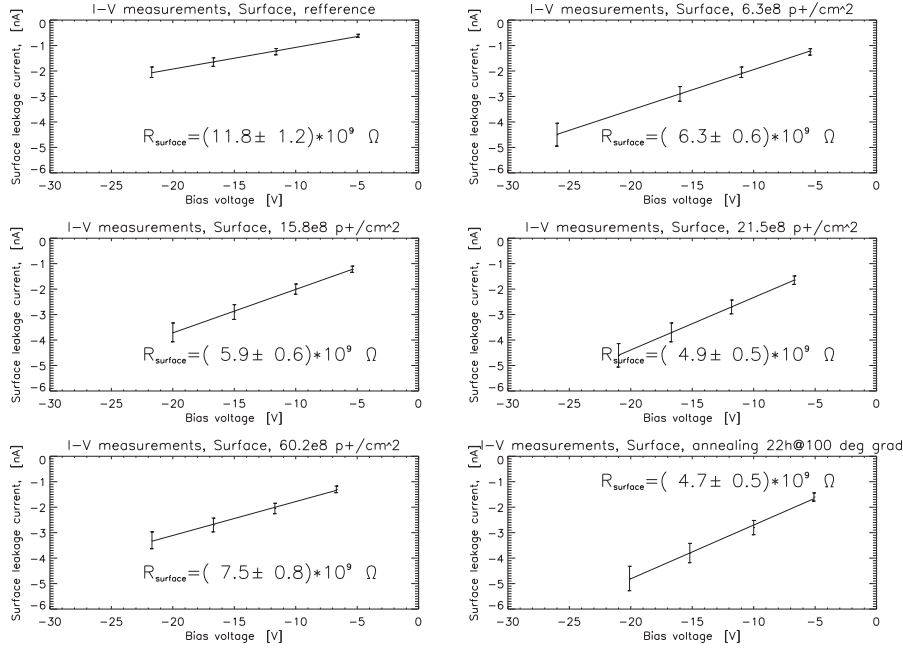 I−V measurements, Surface, refference
Surface leakage current, [nA]
0
−1
−2
−3
−4
−5
−6
R_surface=(11.8± 1.2)*10^9 Ω
−30 −25 −20 −15 −10 −5 0
Bias voltage [V]
I−V measurements, Surface, 6.3e8 p+/cm^2
Surface leakage current, [nA]
0
−1
−2
−3
−4
−5
−6
R_surface=( 6.3± 0.6)*10^9 Ω
−30 −25 −20 −15 −10 −5 0
Bias voltage [V]
I−V measurements, Surface, 15.8e8 p+/cm^2
Surface leakage current, [nA]
0
−1
−2
−3
−4
−5
−6
R_surface=( 5.9± 0.6)*10^9 Ω
−30 −25 −20 −15 −10 −5 0
Bias voltage [V]
I−V measurements, Surface, 21.5e8 p+/cm^2
Surface leakage current, [nA]
0
−1
−2
−3
−4
−5
−6
R_surface=( 4.9± 0.5)*10^9 Ω
−30 −25 −20 −15 −10 −5 0
Bias voltage [V]
I−V measurements, Surface, 60.2e8 p+/cm^2
Surface leakage current, [nA]
0
−1
−2
−3
−4
−5
−6
R_surface=( 7.5± 0.8)*10^9 Ω
−30 −25 −20 −15 −10 −5 0
Bias voltage [V]
I−V measurements, Surface, annealing 22h@100 deg grad
Surface leakage current, [nA]
0
−1
−2
−3
−4
−5
−6
R_surface=( 4.7± 0.5)*10^9 Ω
−30 −25 −20 −15 −10 −5 0
Bias voltage [V]